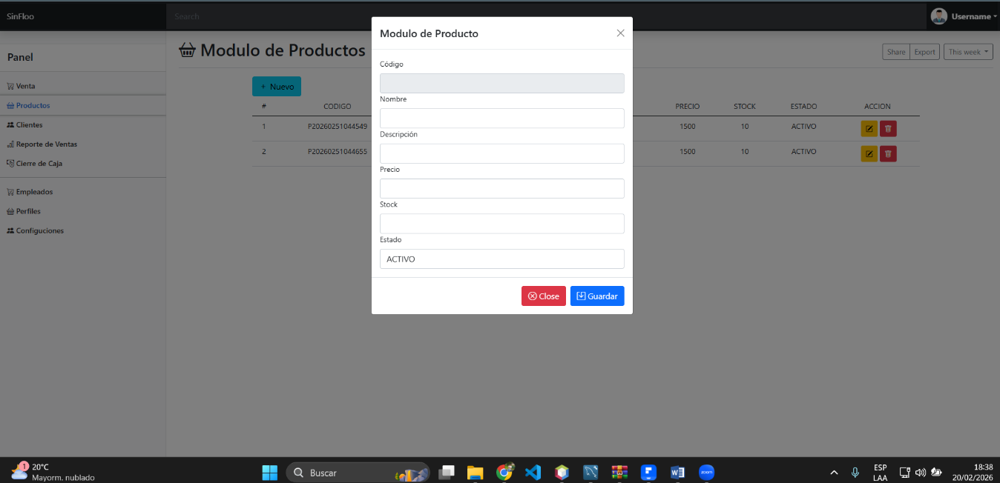 SinFloo
Search
Username
Panel
Venta
Productos
Clientes
Reporte de Ventas
Cierre de Caja
Empleados
Perfiles
Configuciones
Modulo de Productos
Share Export This week
+ Nuevo
# CODIGO PRECIO STOCK ESTADO ACCION
1 P20260251044549 1500 10 ACTIVO
2 P20260251044655 1500 10 ACTIVO
Modulo de Producto
Código
Nombre
Descripción
Precio
Stock
Estado
ACTIVO
Close Guardar
1
20°C
Mayorm. nublado
Buscar
zoom
ESP
LAA
18:38
20/02/2026